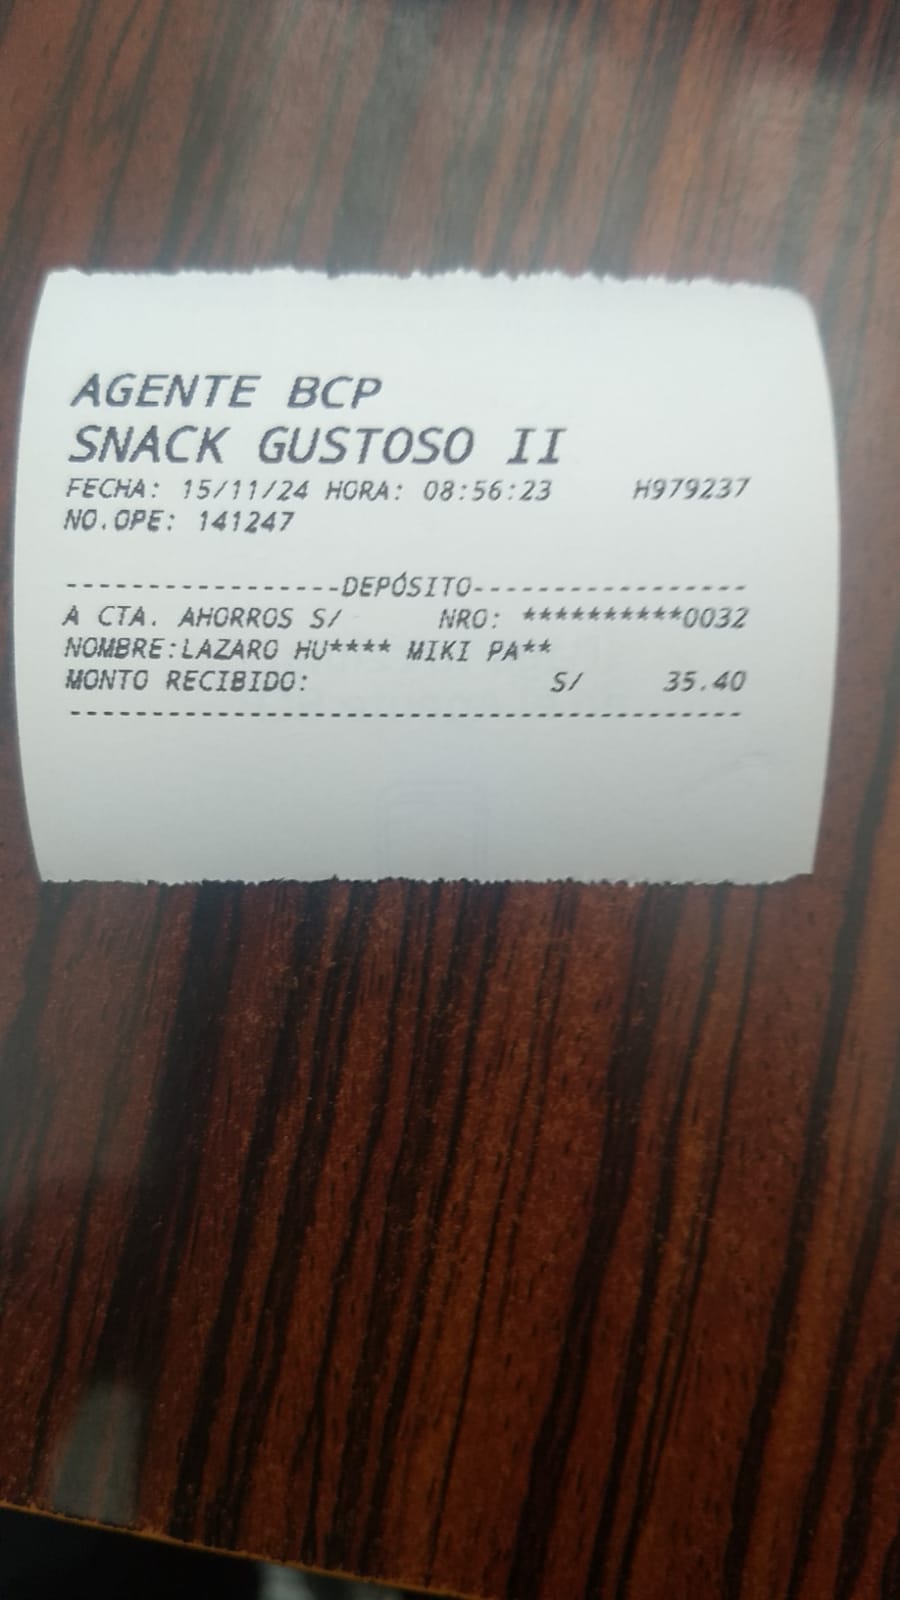 AGENTE BCP
SNACK GUSTOSO II
FECHA: 15/11/24 HORA: 08:56:23 H979237
NO.OPE: 141247
-----------------DEPÓSITO-----------------
A CTA. AHORROS S/ NRO: **********0032
NOMBRE:LAZARO HU**** MIKI PA**
MONTO RECIBIDO: S/ 35.40
------------------------------------------